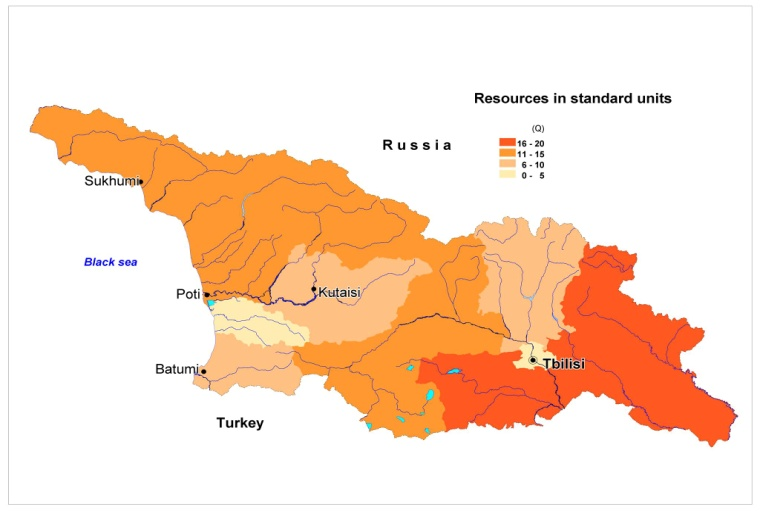 Resources in standard units
(Q)
16 - 20
11 - 15
6 - 10
0 - 5
Russia
Sukhumi
Black sea
Poti
Kutaisi
Batumi
Tbilisi
Turkey